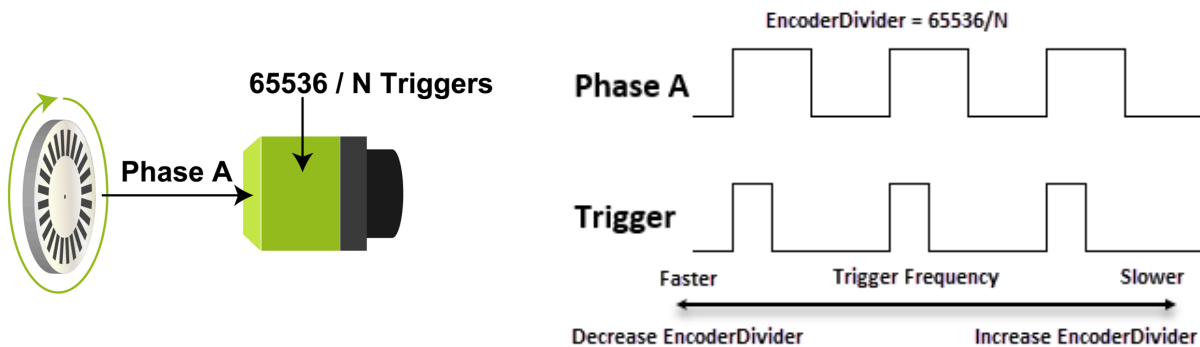 65536 / N Triggers
Phase A
EncoderDivider = 65536/N
Phase A
Trigger
Faster Trigger Frequency Slower
Decrease EncoderDivider Increase EncoderDivider